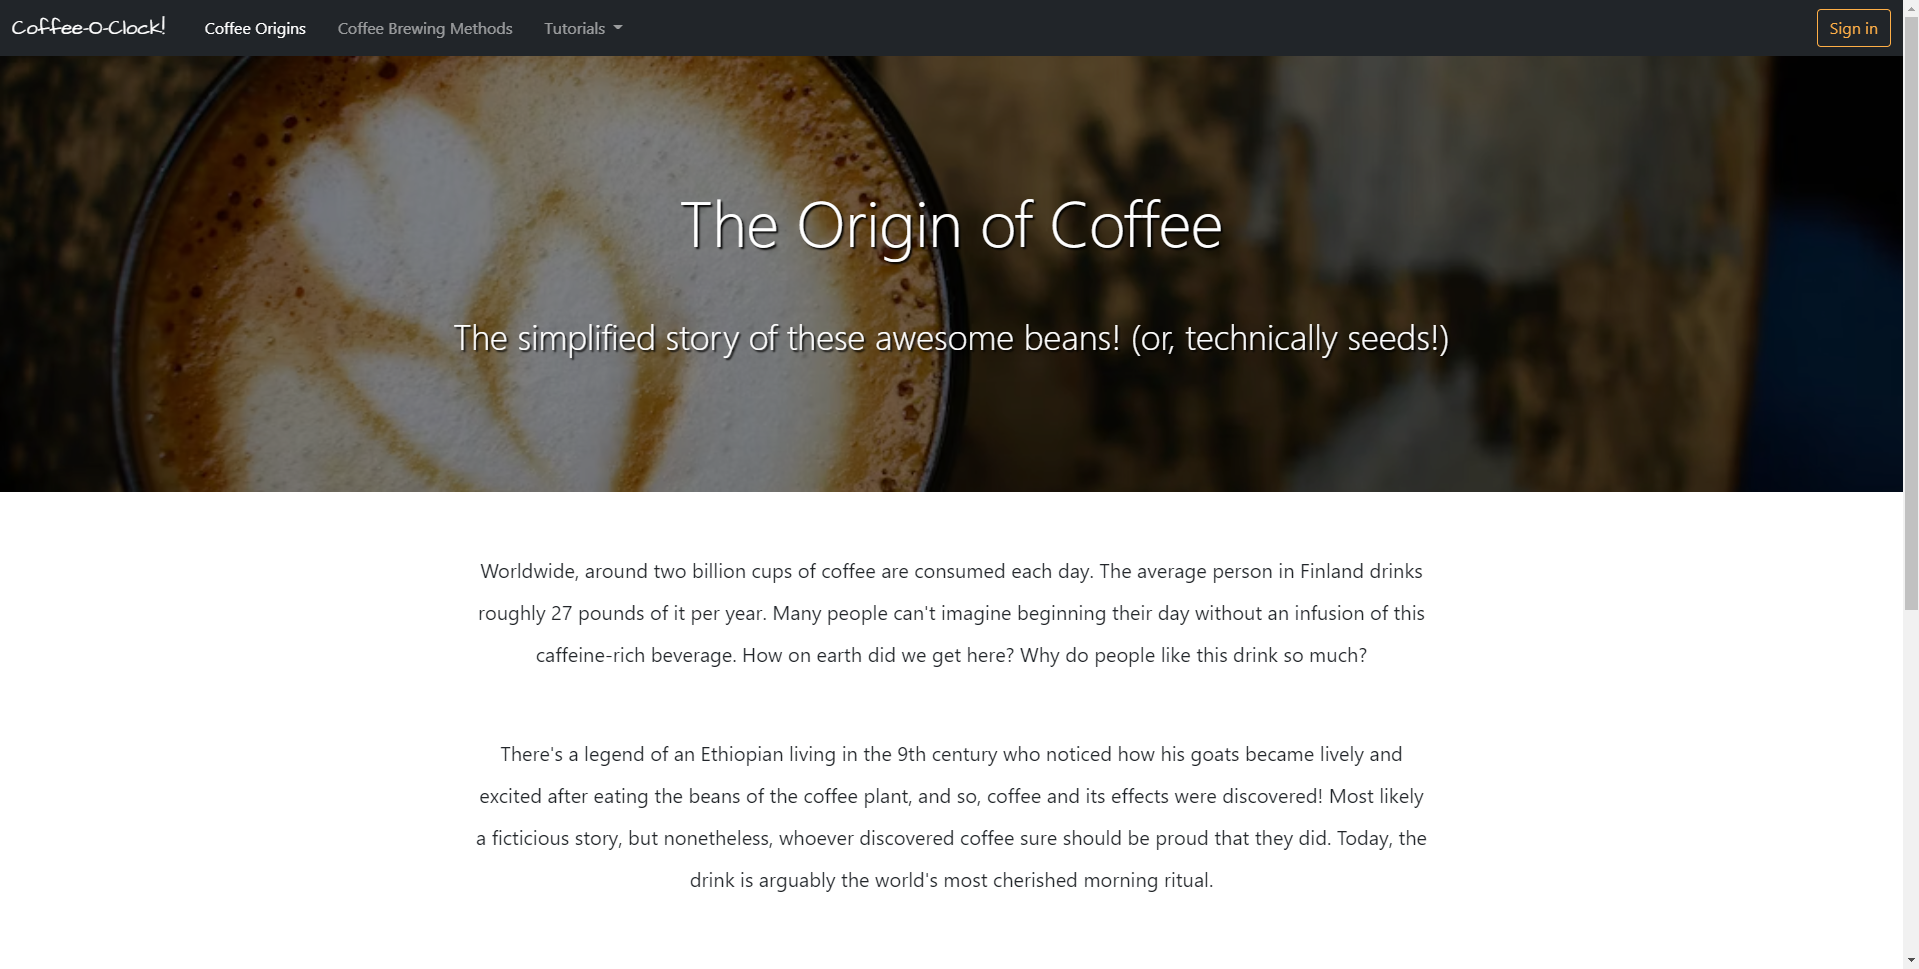 Coffee-O-Clock! Coffee Origins Coffee Brewing Methods Tutorials Sign in
The Origin of Coffee
The simplified story of these awesome beans! (or, technically seeds!)
Worldwide, around two billion cups of coffee are consumed each day. The average person in Finland drinks
roughly 27 pounds of it per year. Many people can't imagine beginning their day without an infusion of this
caffeine-rich beverage. How on earth did we get here? Why do people like this drink so much?
There's a legend of an Ethiopian living in the 9th century who noticed how his goats became lively and
excited after eating the beans of the coffee plant, and so, coffee and its effects were discovered! Most likely
a ficticious story, but nonetheless, whoever discovered coffee sure should be proud that they did. Today, the
drink is arguably the world's most cherished morning ritual.